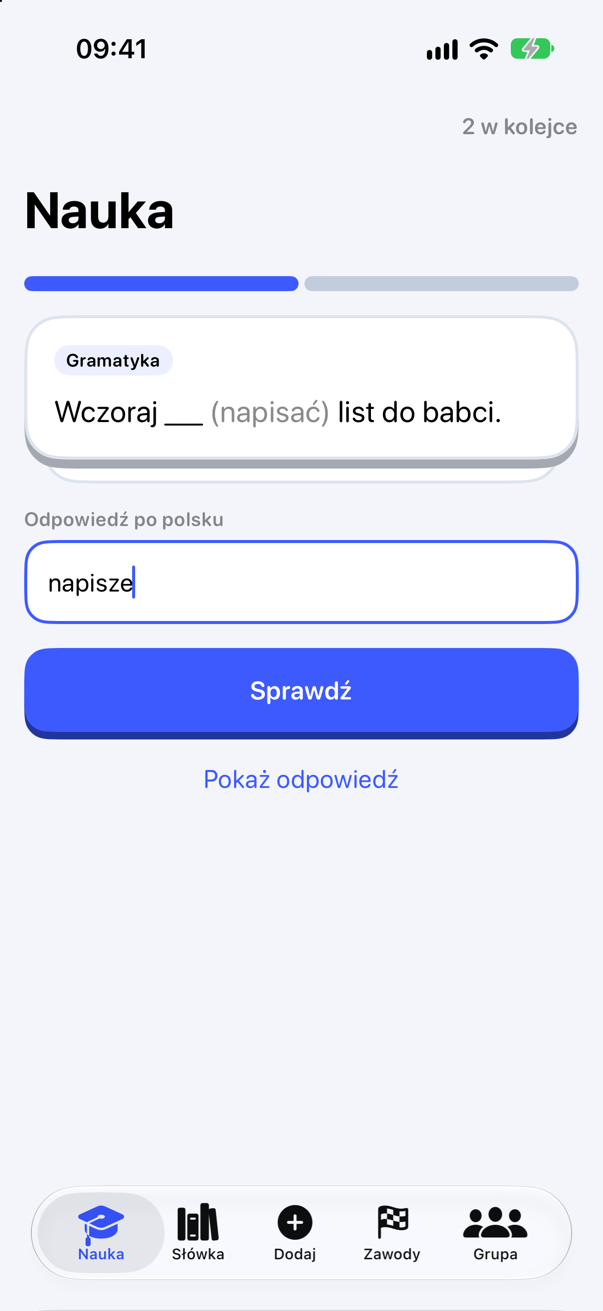 09:41
2 w kolejce
Nauka
Gramatyka
Wczoraj ___ (napisać) list do babci.
Odpowiedź po polsku
napisze
Sprawdź
Pokaż odpowiedź
Nauka Słówka Dodaj Zawody Grupa